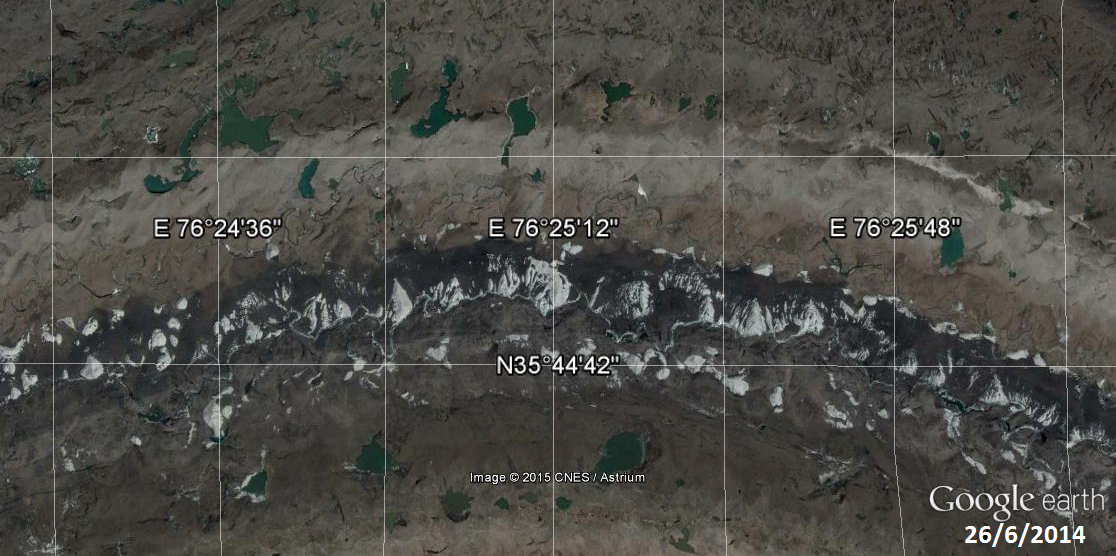 E 76°24'36" E 76°25'12" E 76°25'48"
N35°44'42"
Image © 2015 CNES / Astrium
Google earth
26/6/2014